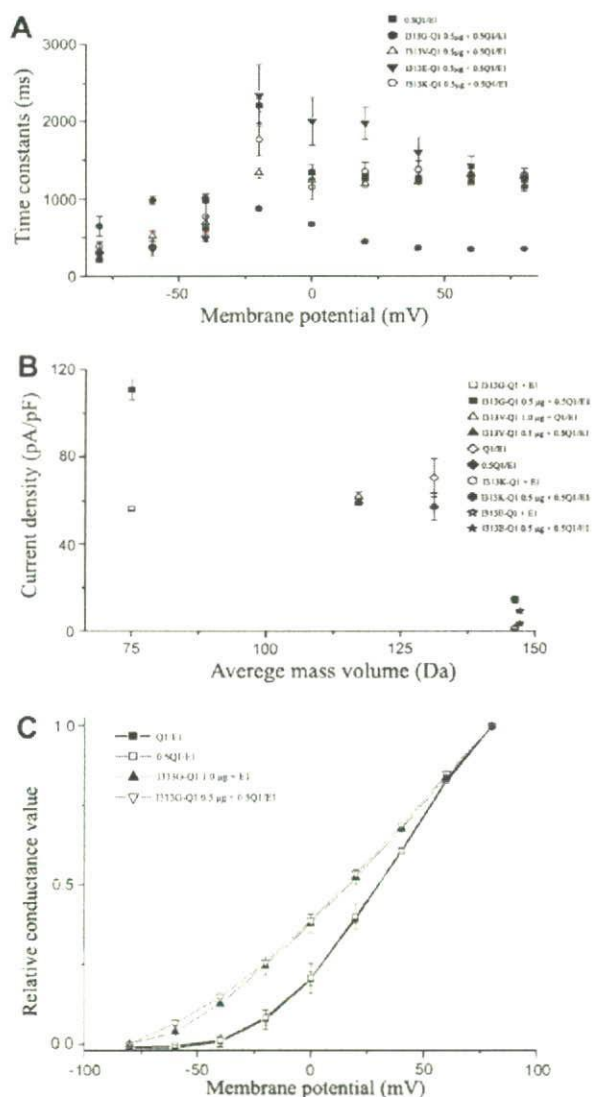 A
0.5Q1/E1
I313G-Q1 0.5µg + 0.5Q1/E1
I313V-Q1 0.5µg + 0.5Q1/E1
I313E-Q1 0.5µg + 0.5Q1/E1
I313K-Q1 0.5µg + 0.5Q1/E1
3000
2000
1000
0
Time constants (ms)
-50
0
50
Membrane potential (mV)
B
I313G-Q1 + E1
I313G-Q1 0.5 µg + 0.5Q1/E1
I313V-Q1 1.0 µg + Q1/E1
I313V-Q1 0.5 µg + 0.5Q1/E1
Q1/E1
0.5Q1/E1
I313K-Q1 + E1
I313K-Q1 0.5 µg + 0.5Q1/E1
I313E-Q1 + E1
I313E-Q1 0.5 µg + 0.5Q1/E1
120
80
40
0
Current density (pA/pF)
75
100
125
150
Averege mass volume (Da)
C
Q1/E1
0.5Q1/E1
I313G-Q1 1.0 µg + E1
I313G-Q1 0.5 µg + 0.5Q1/E1
1.0
0.5
0.0
Relative conductance value
-100
-50
0
50
100
Membrane potential (mV)